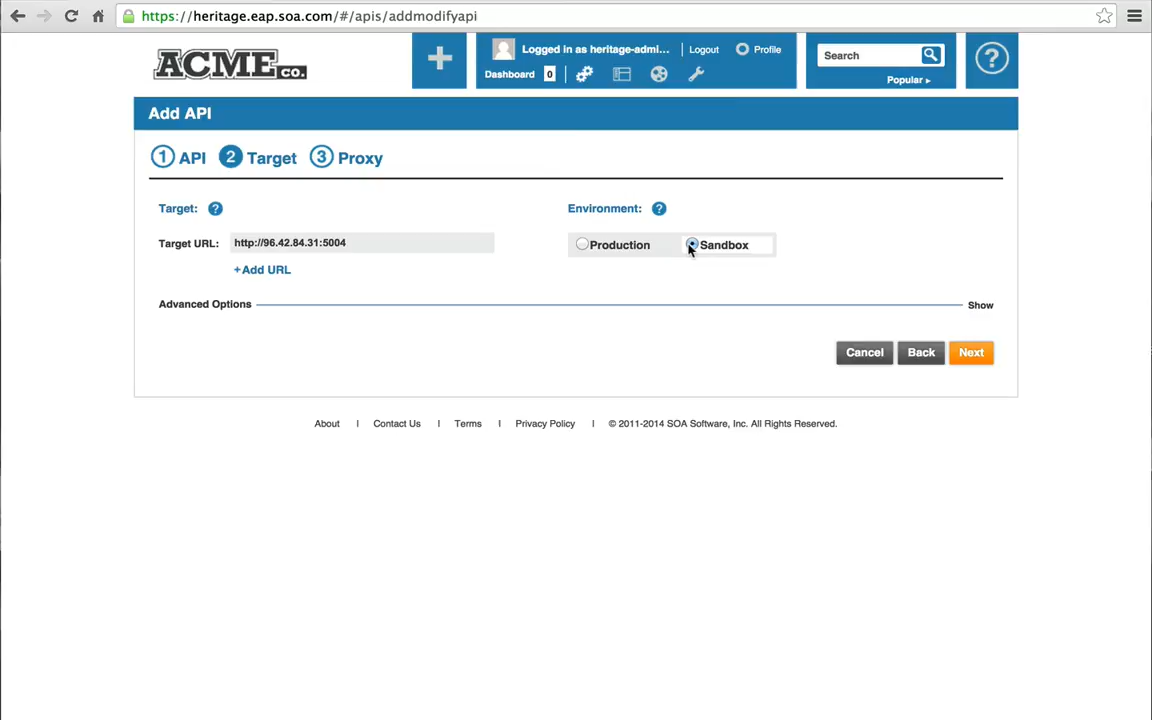 https://heritage.eap.soa.com/#/apis/addmodifyapi
ACME CO.
Logged in as heritage-admi... | Logout Profile
Dashboard 0
Search
Popular ▸
Add API
1 API 2 Target 3 Proxy
Target: ?
Environment: ?
Target URL: http://96.42.84.31:5004
Production Sandbox
+Add URL
Advanced Options Show
Cancel Back Next
About | Contact Us | Terms | Privacy Policy | © 2011-2014 SOA Software, Inc. All Rights Reserved.